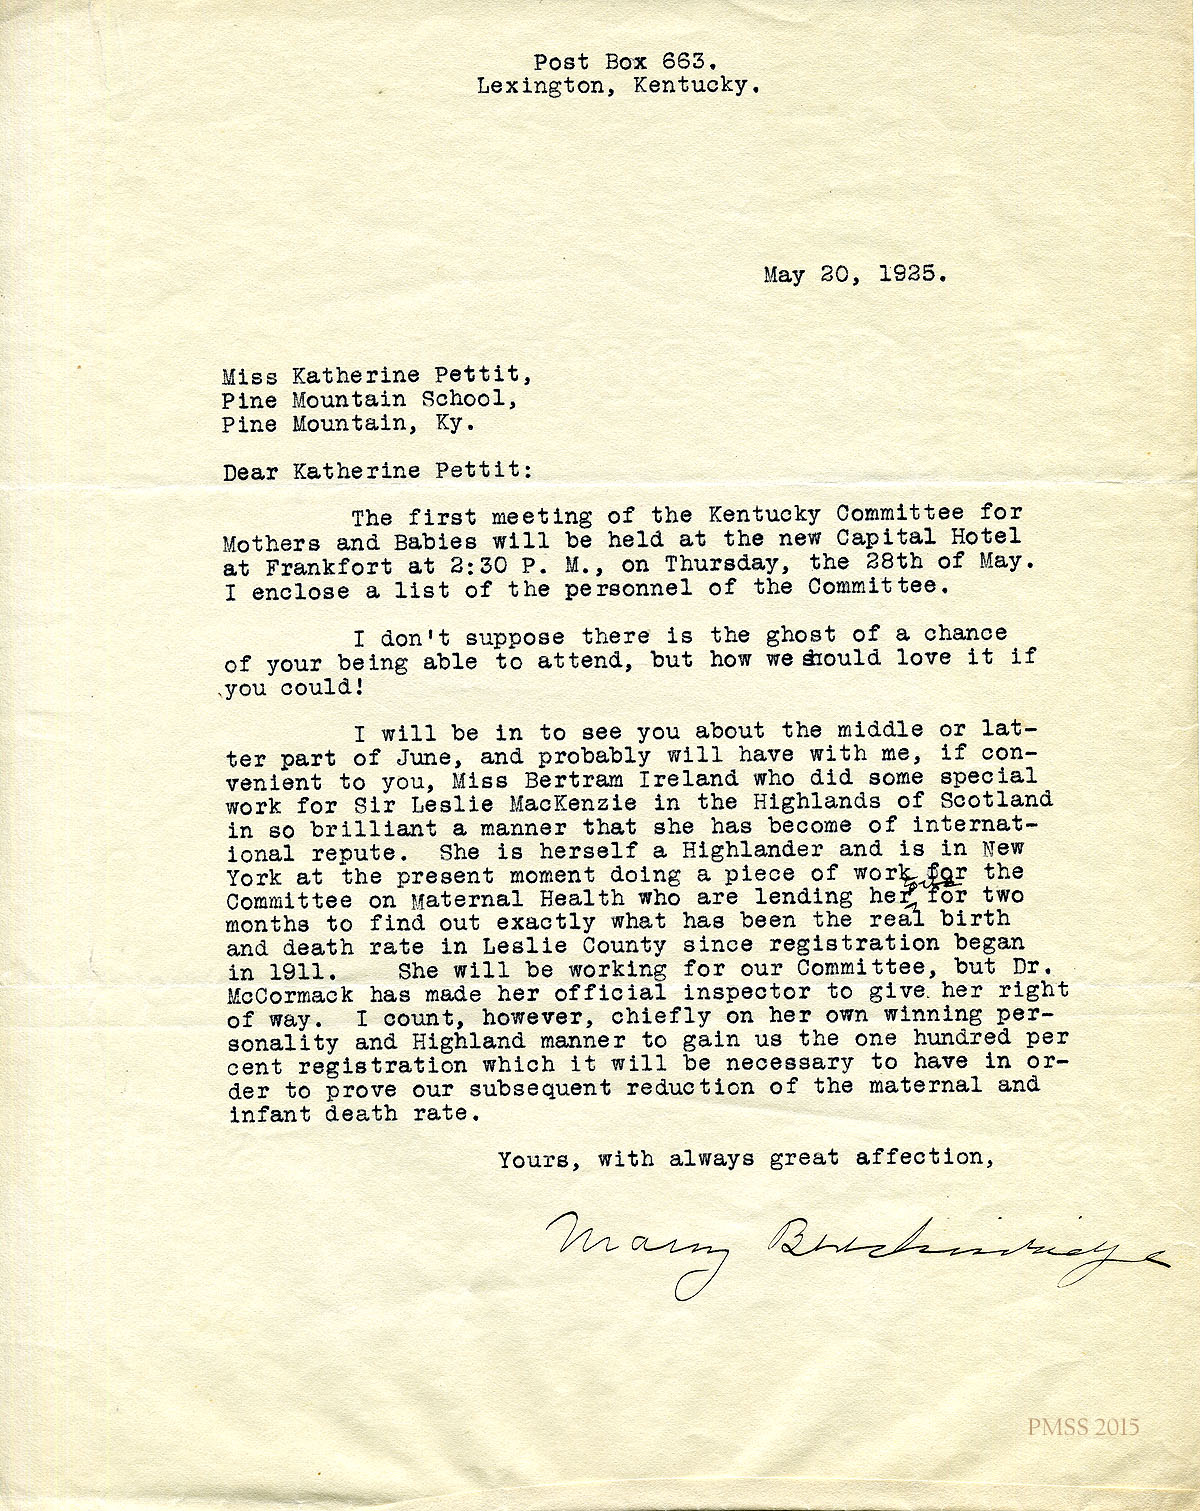 Post Box 663.
Lexington, Kentucky.
May 20, 1925.
Miss Katherine Pettit,
Pine Mountain School,
Pine Mountain, Ky.
Dear Katherine Pettit:
The first meeting of the Kentucky Committee for
Mothers and Babies will be held at the new Capital Hotel
at Frankfort at 2:30 P. M., on Thursday, the 28th of May.
I enclose a list of the personnel of the Committee.
I don't suppose there is the ghost of a chance
of your being able to attend, but how we should love it if
you could!
I will be in to see you about the middle or lat-
ter part of June, and probably will have with me, if con-
venient to you, Miss Bertram Ireland who did some special
work for Sir Leslie MacKenzie in the Highlands of Scotland
in so brilliant a manner that she has become of internat-
ional repute. She is herself a Highlander and is in New
York at the present moment doing a piece of work for the
Committee on Maternal Health who are lending her for two
months to find out exactly what has been the real birth
and death rate in Leslie County since registration began
in 1911. She will be working for our Committee, but Dr.
McCormack has made her official inspector to give her right
of way. I count, however, chiefly on her own winning per-
sonality and Highland manner to gain us the one hundred per
cent registration which it will be necessary to have in or-
der to prove our subsequent reduction of the maternal and
infant death rate.
Yours, with always great affection,
Mary Breckinridge
PMSS 2015